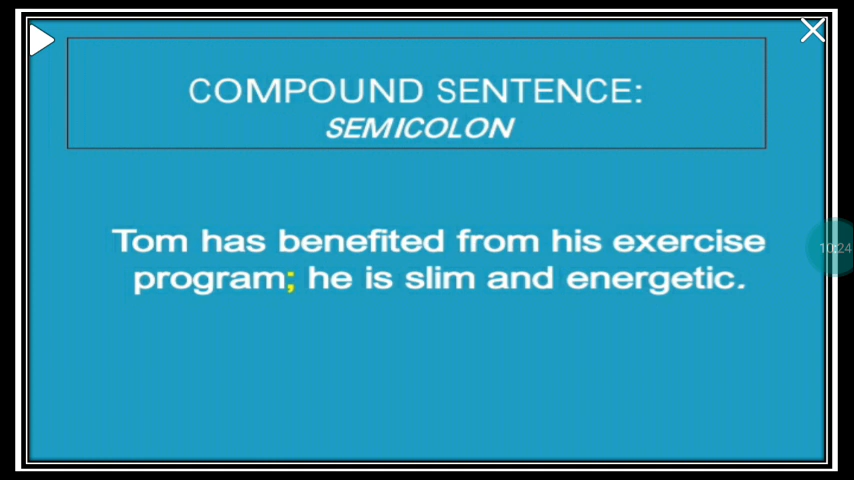 COMPOUND SENTENCE:
SEMICOLON
Tom has benefited from his exercise
program; he is slim and energetic.
10:24